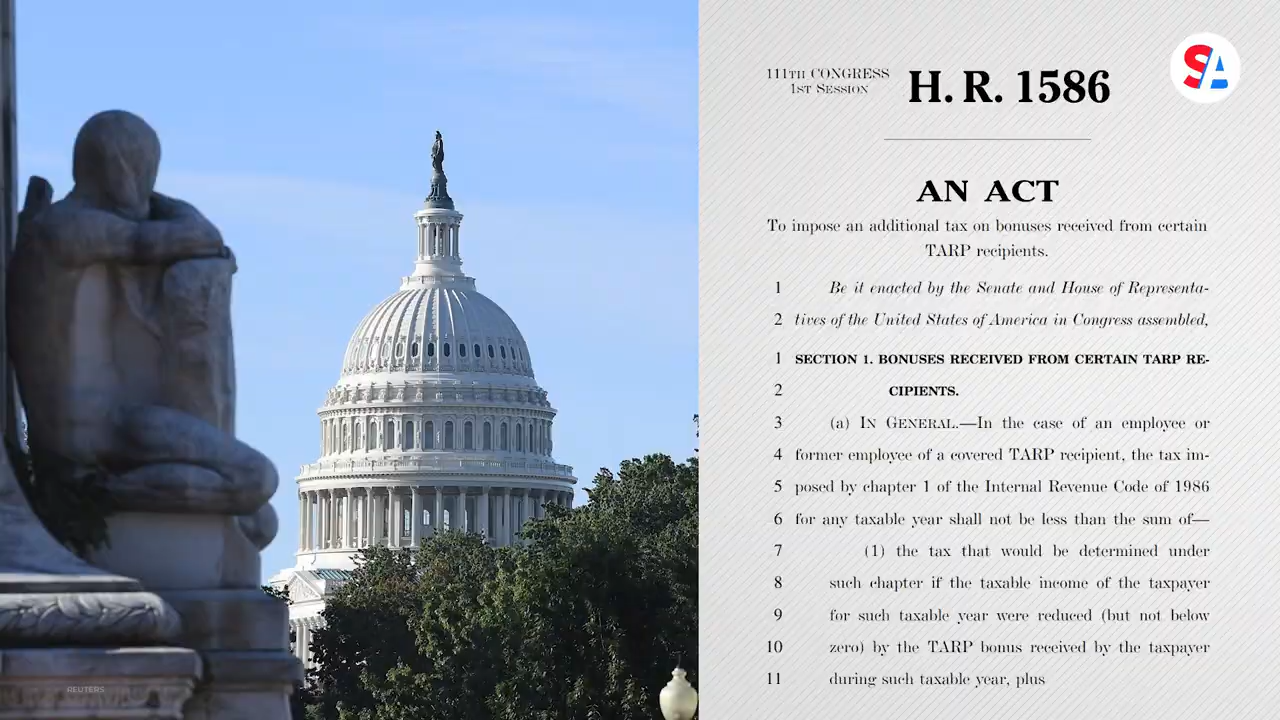 111TH CONGRESS
1ST SESSION
H. R. 1586
SA
AN ACT
To impose an additional tax on bonuses received from certain
TARP recipients.
1 Be it enacted by the Senate and House of Representa-
2 tives of the United States of America in Congress assembled,
1 SECTION 1. BONUSES RECEIVED FROM CERTAIN TARP RE-
2 CIPIENTS.
3 (a) IN GENERAL.—In the case of an employee or
4 former employee of a covered TARP recipient, the tax im-
5 posed by chapter 1 of the Internal Revenue Code of 1986
6 for any taxable year shall not be less than the sum of—
7 (1) the tax that would be determined under
8 such chapter if the taxable income of the taxpayer
9 for such taxable year were reduced (but not below
10 zero) by the TARP bonus received by the taxpayer
11 during such taxable year, plus
REUTERS